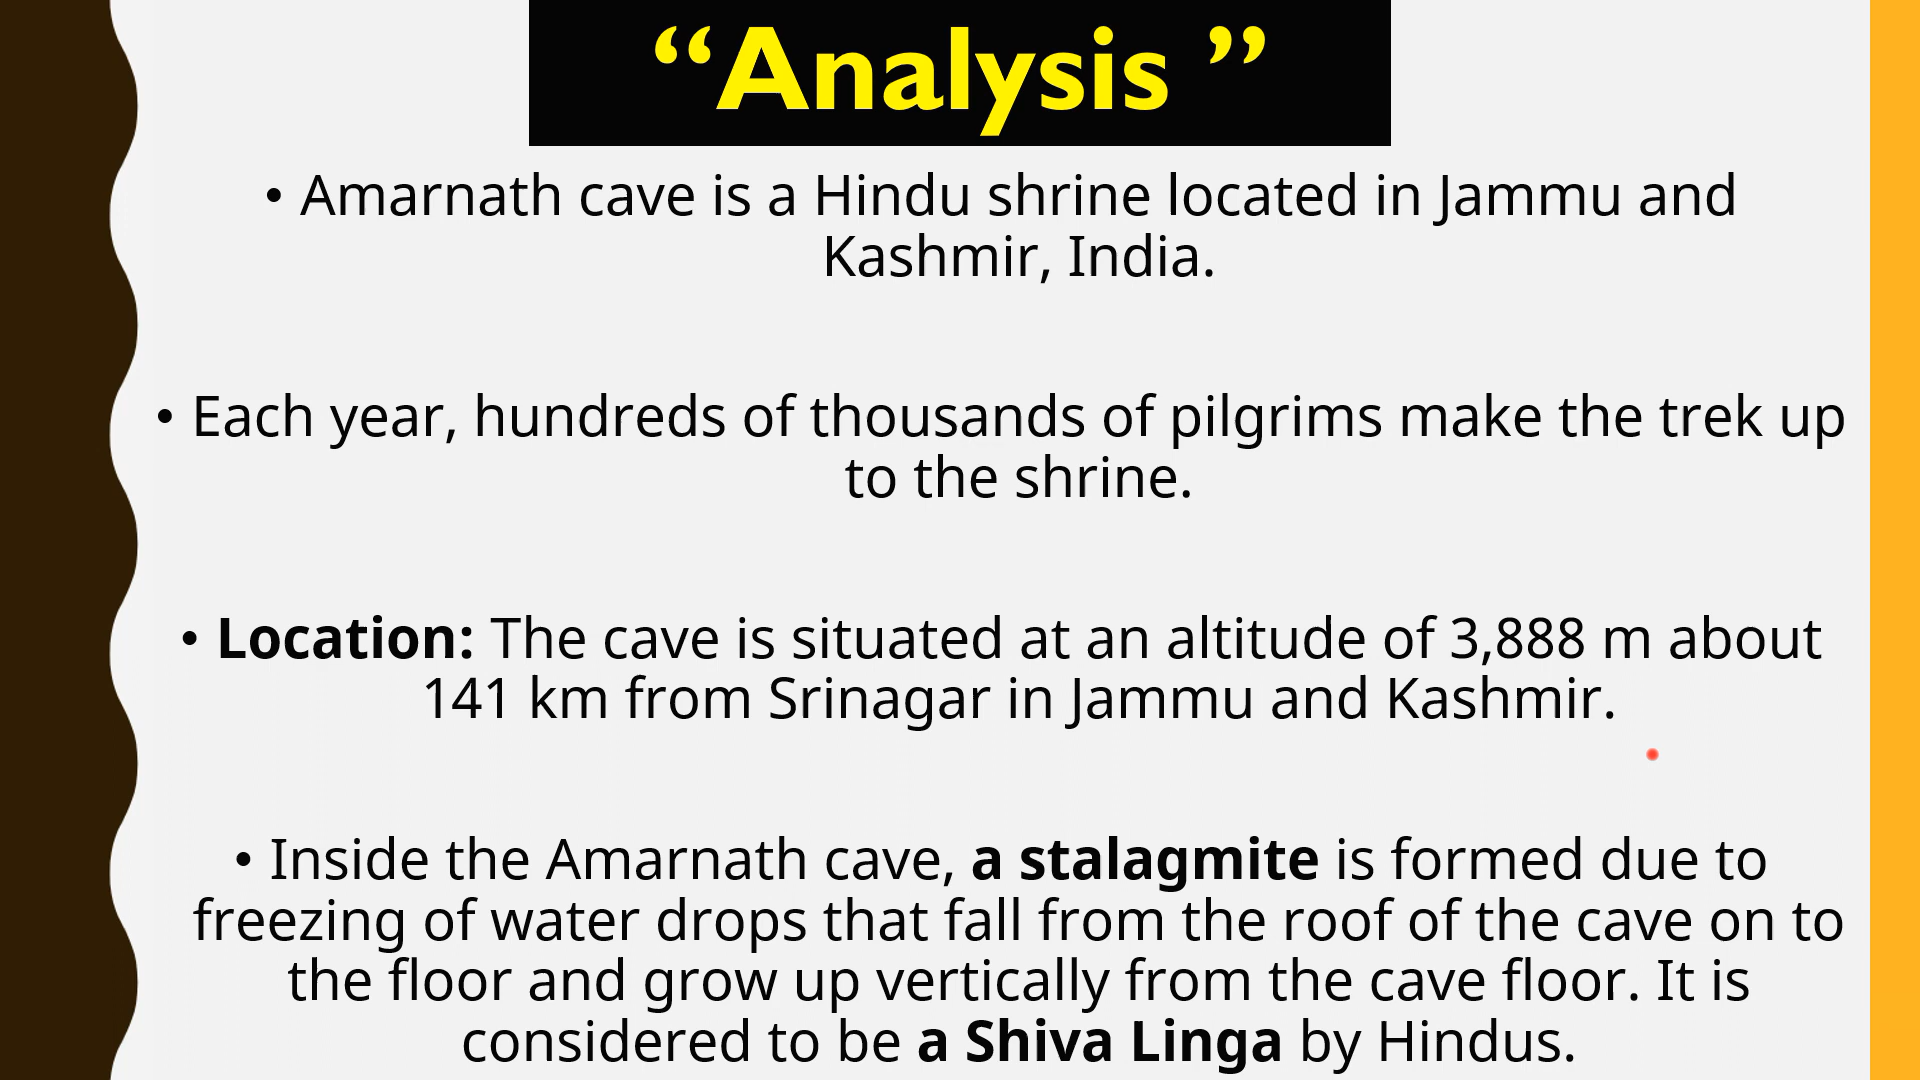 “Analysis ”
• Amarnath cave is a Hindu shrine located in Jammu and
Kashmir, India.
• Each year, hundreds of thousands of pilgrims make the trek up
to the shrine.
• Location: The cave is situated at an altitude of 3,888 m about
141 km from Srinagar in Jammu and Kashmir.
• Inside the Amarnath cave, a stalagmite is formed due to
freezing of water drops that fall from the roof of the cave on to
the floor and grow up vertically from the cave floor. It is
considered to be a Shiva Linga by Hindus.